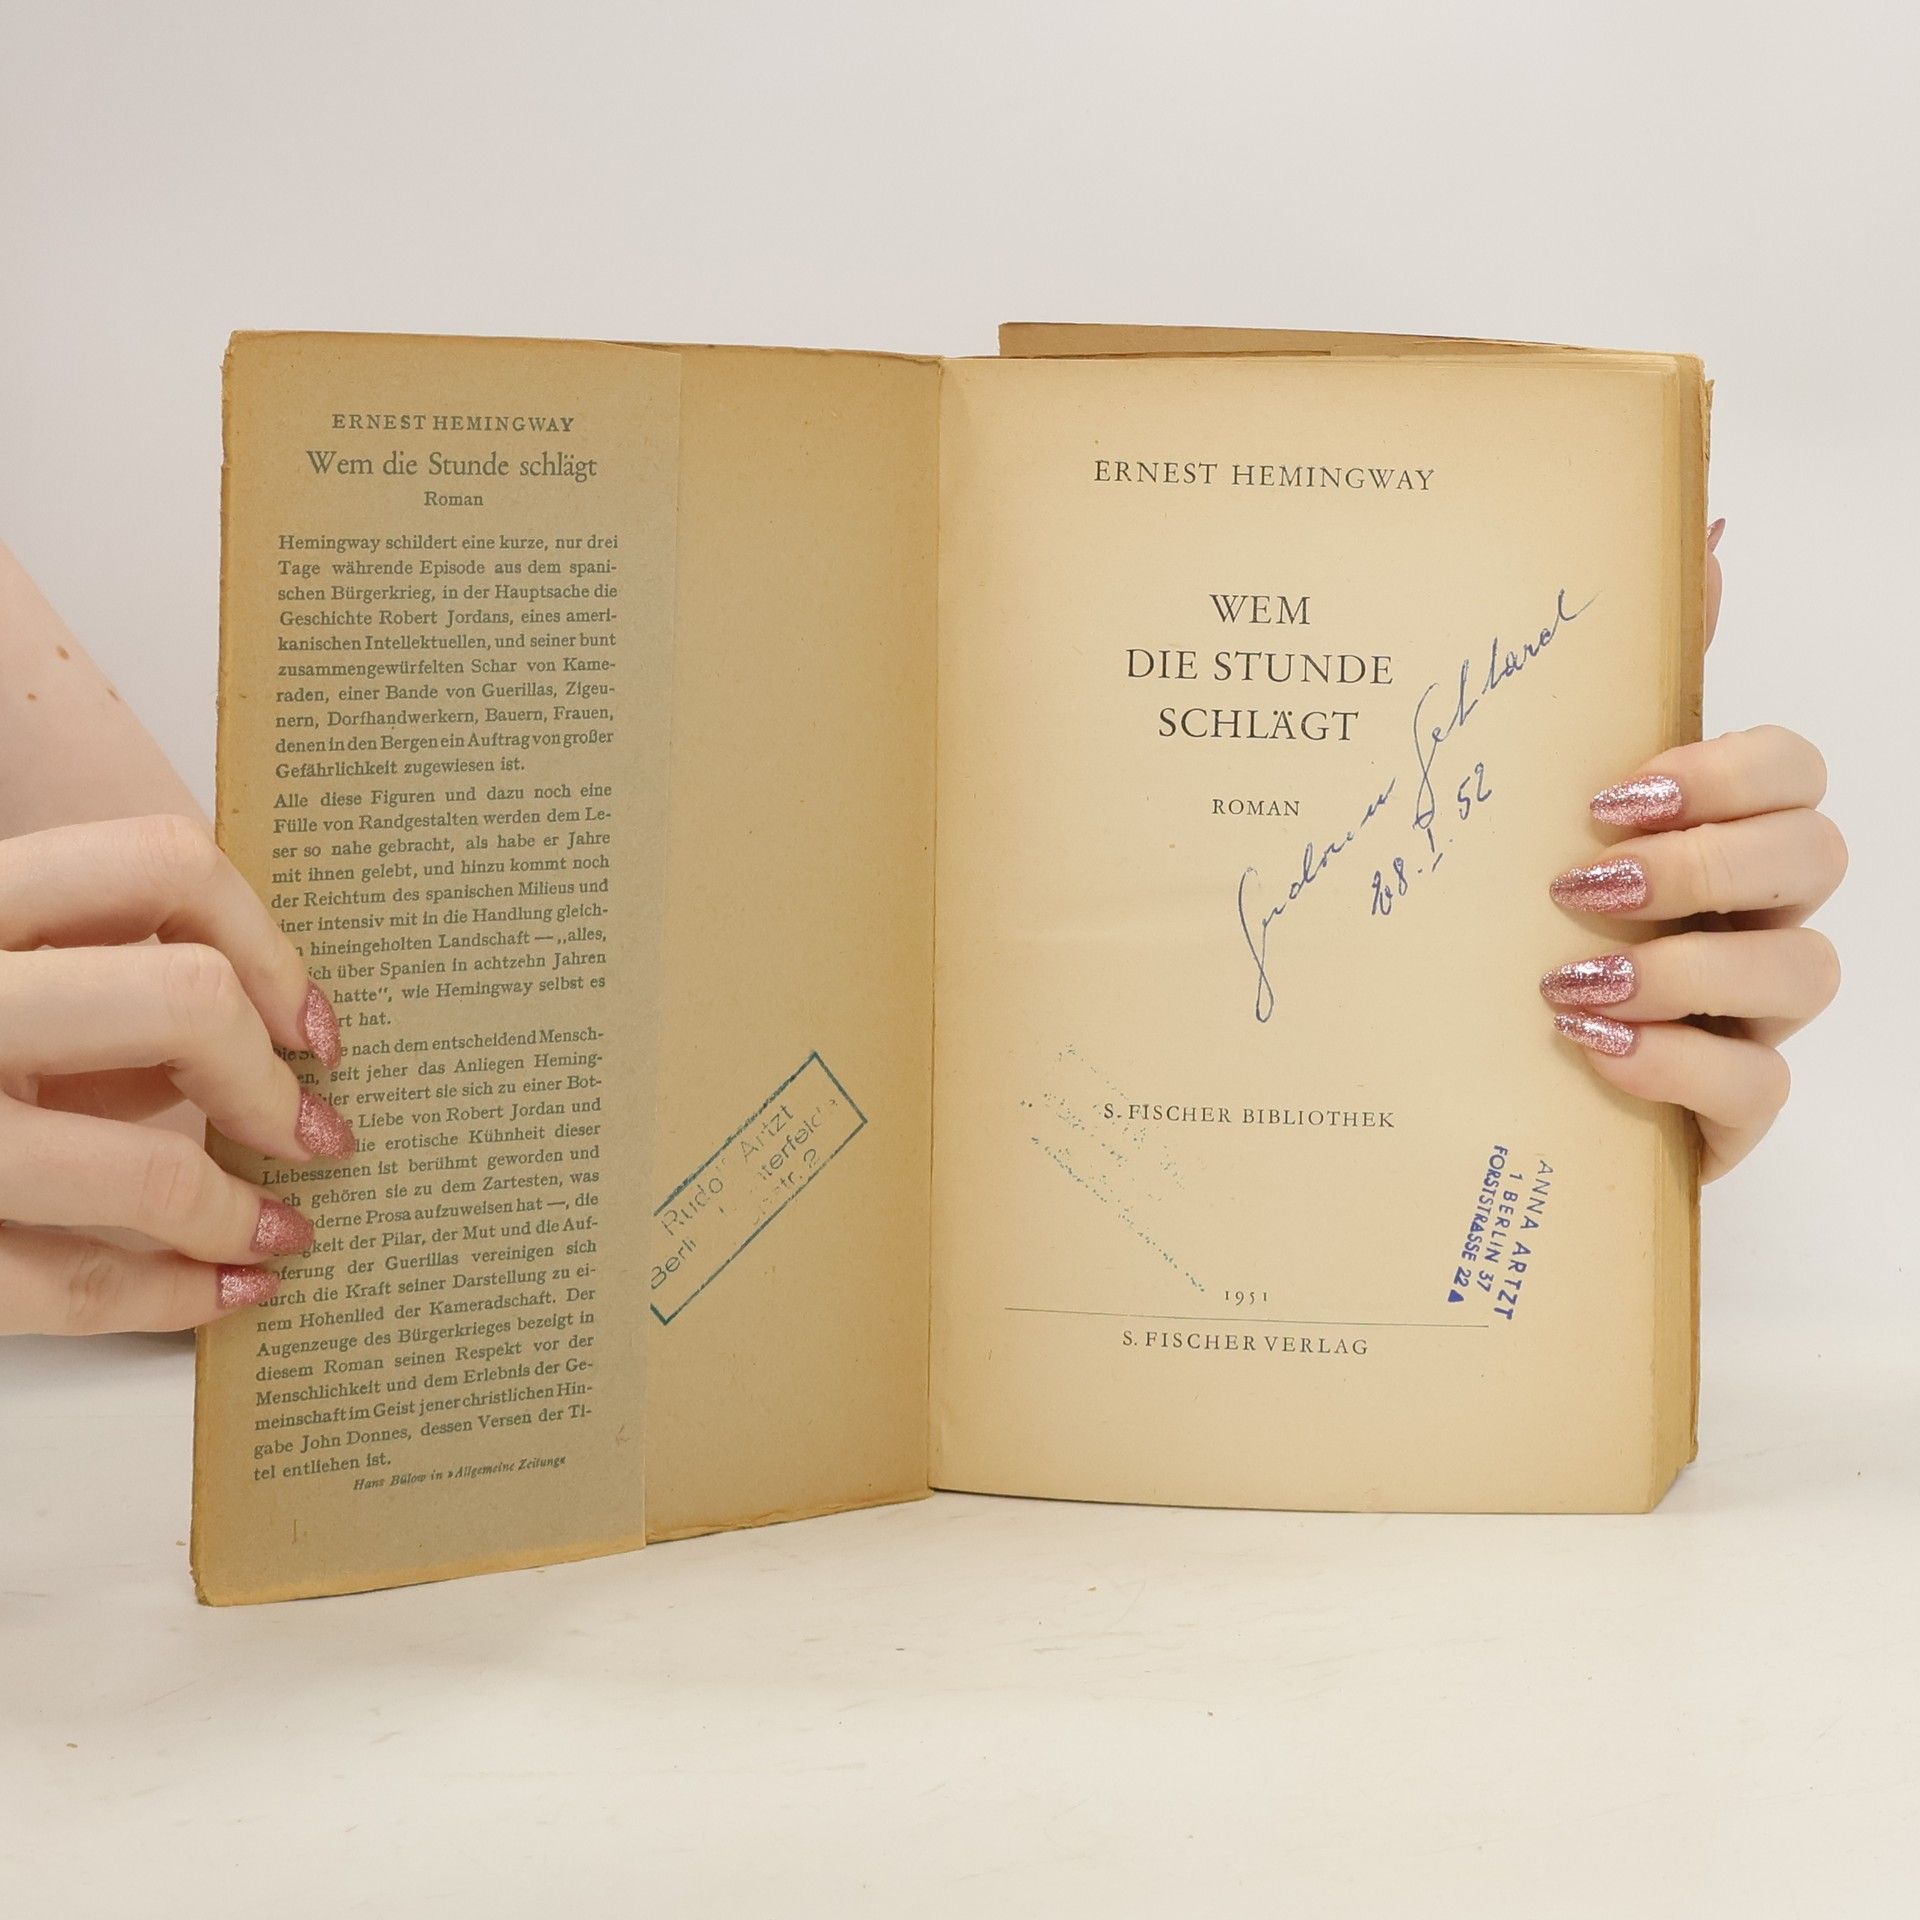 ERNEST HEMINGWAY
Wem die Stunde schlägt
Roman
Hemingway schildert eine kurze, nur drei
Tage währende Episode aus dem spani-
schen Bürgerkrieg, in der Hauptsache die
Geschichte Robert Jordans, eines ameri-
kanischen Intellektuellen, und seiner bunt
zusammengewürfelten Schar von Kame-
raden, einer Bande von Guerillas, Zigeu-
nern, Dorfhandwerkern, Bauern, Frauen,
denen in den Bergen ein Auftrag von großer
Gefährlichkeit zugewiesen ist.
Alle diese Figuren und dazu noch eine
Fülle von Randgestalten werden dem Le-
ser so nahe gebracht, als habe er Jahre
mit ihnen gelebt, und hinzu kommt noch
der Reichtum des spanischen Milieus und
einer intensiv mit in die Handlung gleich-
hineingeholten Landschaft — „alles,
ich über Spanien in achtzehn Jahren
hatte“, wie Hemingway selbst es
hat.
nach dem entscheidend Mensch-
seit jeher das Anliegen Heming-
hier erweitert sie sich zu einer Bot-
Liebe von Robert Jordan und
die erotische Kühnheit dieser
Liebesszenen ist berühmt geworden und
gehören sie zu dem Zartesten, was
moderne Prosa aufzuweisen hat —, die
der Pilar, der Mut und die Auf-
opferung der Guerillas vereinigen sich
durch die Kraft seiner Darstellung zu ei-
nem Hohenlied der Kameradschaft. Der
Augenzeuge des Bürgerkrieges bezeigt in
diesem Roman seinen Respekt vor der
Menschlichkeit und dem Erlebnis der Ge-
meinschaft im Geist jener christlichen Hin-
gabe John Donnes, dessen Versen der Ti-
tel entliehen ist.
Hans Bülow in »Allgemeine Zeitung«
Artzt
2
ERNEST HEMINGWAY
WEM
DIE STUNDE
SCHLÄGT
ROMAN
28. I. 52
S. FISCHER BIBLIOTHEK
ANNA ARTZT
1 BERLIN 37
FORSTSTRASSE 22▲
1951
S. FISCHER VERLAG